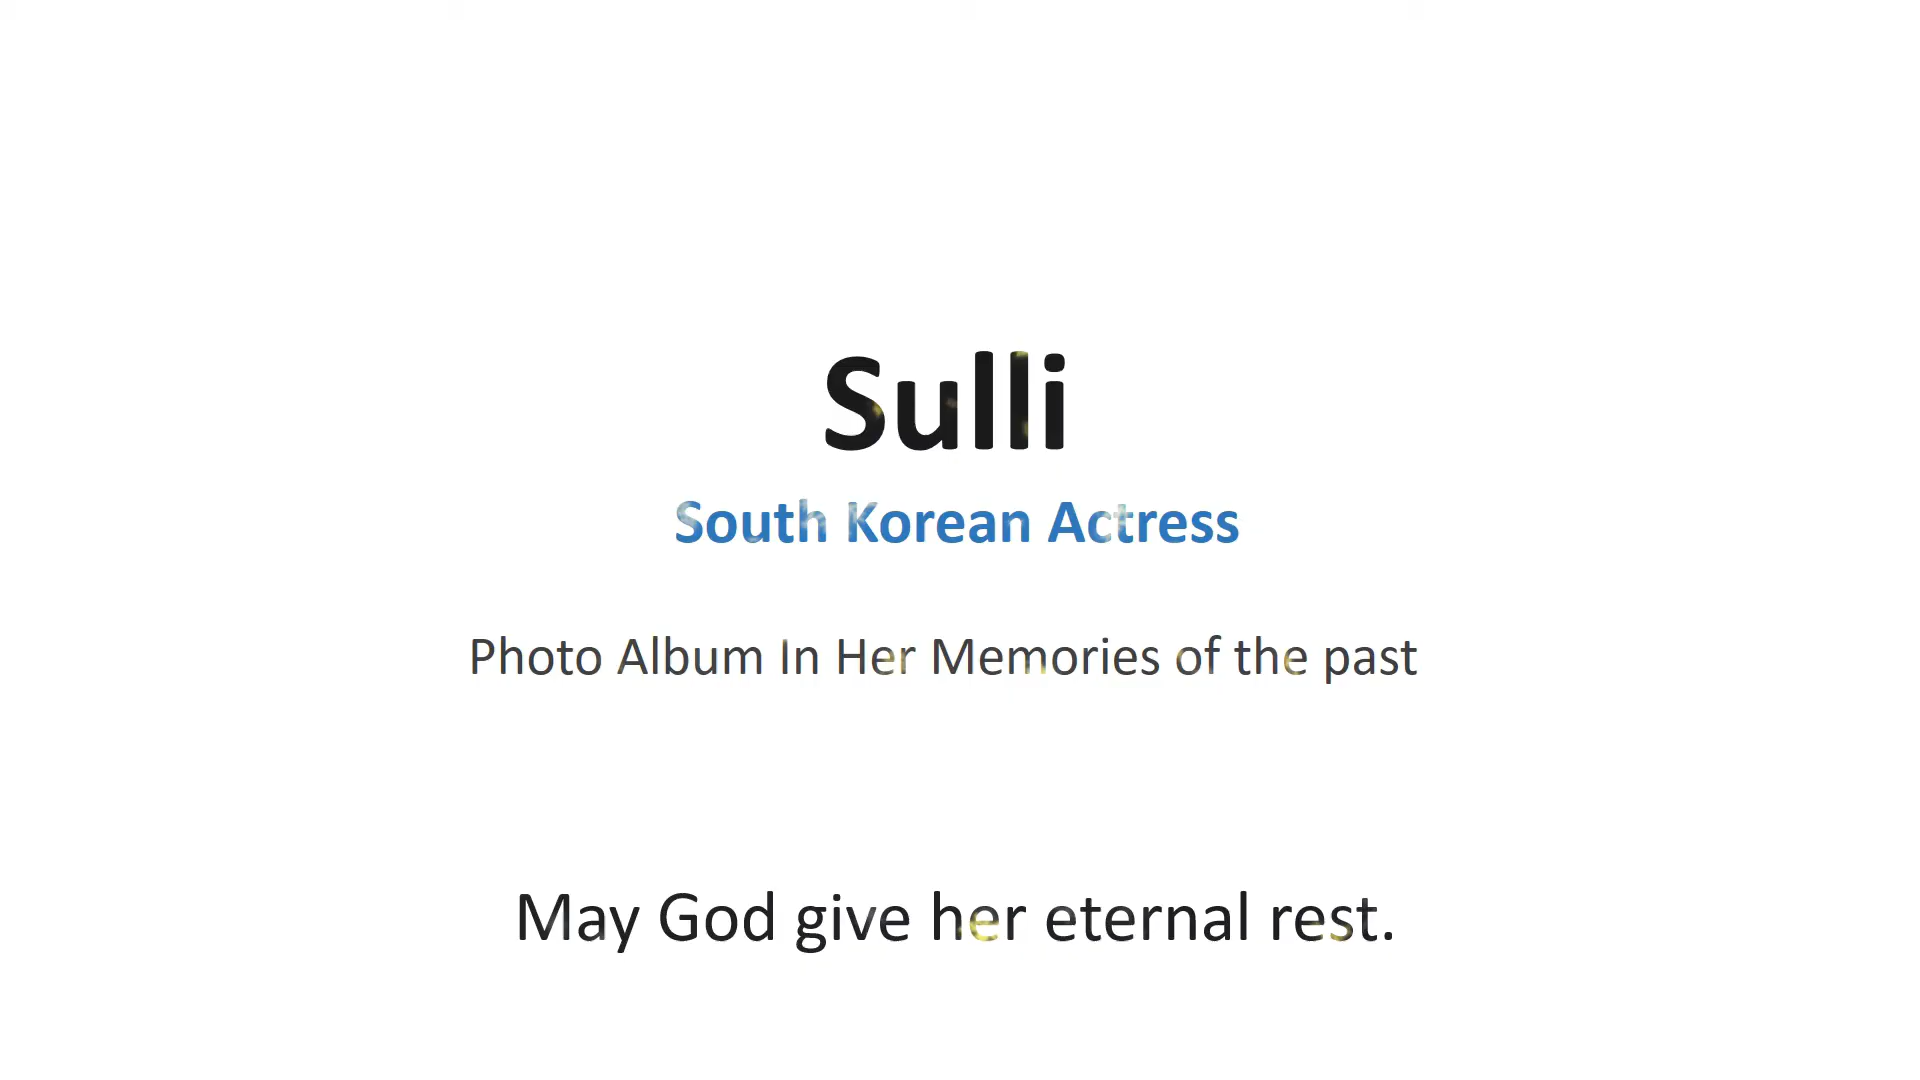 Sulli
South Korean Actress
Photo Album In Her Memories of the past
May God give her eternal rest.